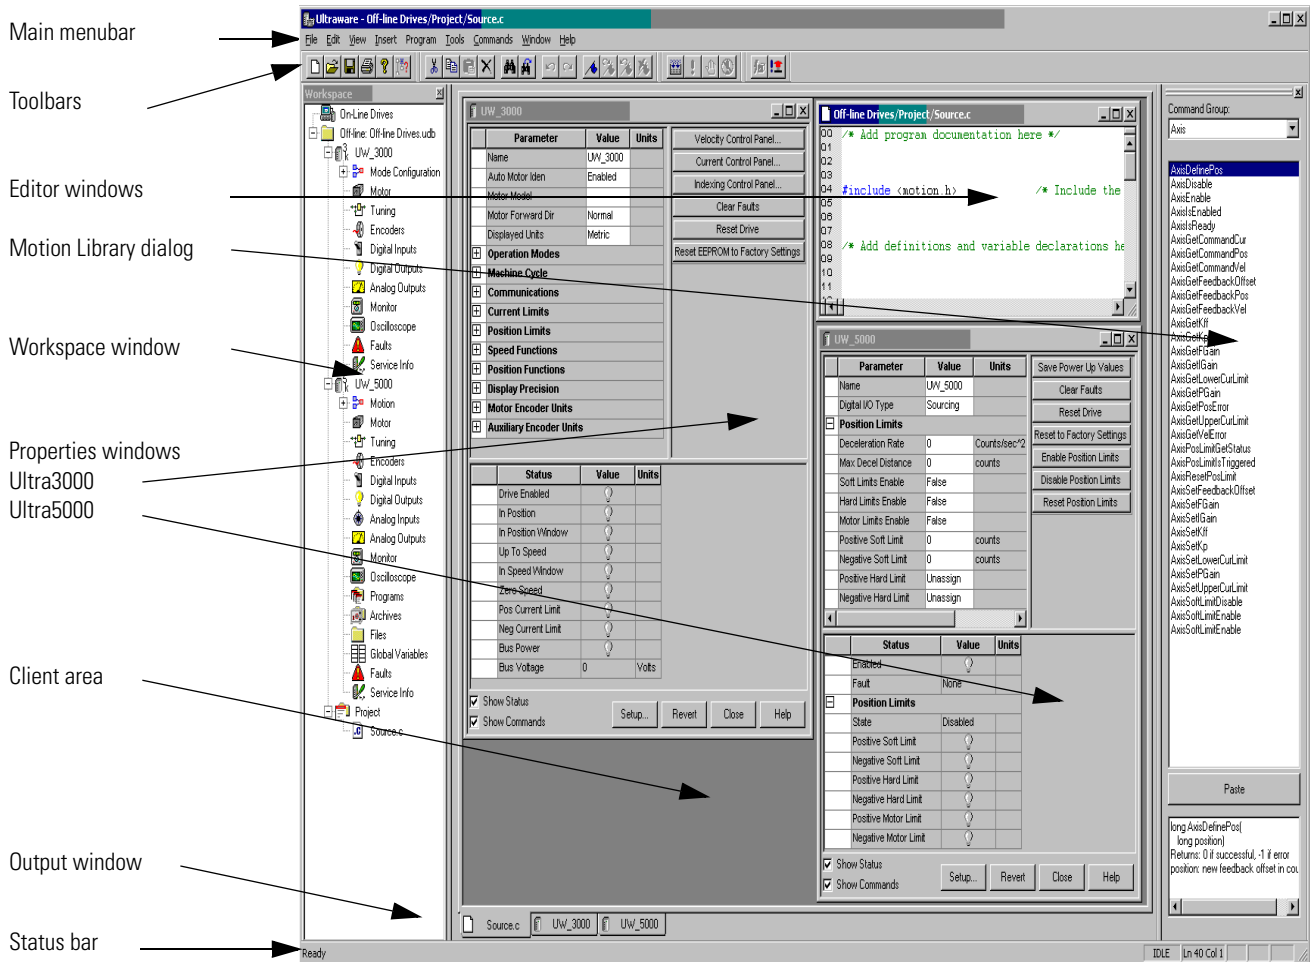 Main menubar
Toolbars
Editor windows
Motion Library dialog
Workspace window
Properties windows
Ultra3000
Ultra5000
Client area
Output window
Status bar
Ultraware - Off-line Drives/Project/Source.c
File Edit View Insert Program Tools Commands Window Help
Workspace
On-Line Drives
Off-line: Off-line Drives.udb
UW_3000
Mode Configuration
Motor
Tuning
Encoders
Digital Inputs
Digital Outputs
Analog Outputs
Monitor
Oscilloscope
Faults
Service Info
UW_5000
Motion
Motor
Tuning
Encoders
Digital Inputs
Digital Outputs
Analog Inputs
Analog Outputs
Monitor
Oscilloscope
Programs
Archives
Files
Global Variables
Faults
Service Info
Project
Source.c
UW_3000
Parameter Value Units
Name UW_3000
Auto Motor Iden Enabled
Motor Model
Motor Forward Dir Normal
Displayed Units Metric
Operation Modes
Machine Cycle
Communications
Current Limits
Position Limits
Speed Functions
Position Functions
Display Precision
Motor Encoder Units
Auxiliary Encoder Units
Velocity Control Panel...
Current Control Panel...
Indexing Control Panel...
Clear Faults
Reset Drive
Reset EEPROM to Factory Settings
Status Value Units
Drive Enabled
In Position
In Position Window
Up To Speed
In Speed Window
Zero Speed
Pos Current Limit
Neg Current Limit
Bus Power
Bus Voltage 0 Volts
Show Status
Show Commands
Setup... Revert Close Help
Off-line Drives/Project/Source.c
00 /* Add program documentation here */
01
02
03
04 #include <motion.h> /* Include the
05
06
07
08 /* Add definitions and variable declarations he
09
10
11
UW_5000
Parameter Value Units
Name UW_5000
Digital I/O Type Sourcing
Position Limits
Deceleration Rate 0 Counts/sec^2
Max Decel Distance 0 counts
Soft Limits Enable False
Hard Limits Enable False
Motor Limits Enable False
Positive Soft Limit 0 counts
Negative Soft Limit 0 counts
Positive Hard Limit Unassign
Negative Hard Limit Unassign
Save Power Up Values
Clear Faults
Reset Drive
Reset to Factory Settings
Enable Position Limits
Disable Position Limits
Reset Position Limits
Status Value Units
Enabled
Fault None
Position Limits
State Disabled
Positive Soft Limit
Negative Soft Limit
Positive Hard Limit
Negative Hard Limit
Positive Motor Limit
Negative Motor Limit
Show Status
Show Commands
Setup... Revert Close Help
Source.c UW_3000 UW_5000
Command Group:
Axis
AxisDefinePos
AxisDisable
AxisEnable
AxisIsEnabled
AxisIsReady
AxisGetCommandCur
AxisGetCommandPos
AxisGetCommandVel
AxisGetFeedbackOffset
AxisGetFeedbackPos
AxisGetFeedbackVel
AxisGetKff
AxisGetKp
AxisGetFGain
AxisGetIGain
AxisGetLowerCurLimit
AxisGetPGain
AxisGetPosError
AxisGetUpperCurLimit
AxisGetVelError
AxisPosLimitGetStatus
AxisPosLimitIsTriggered
AxisResetPosLimit
AxisSetFeedbackOffset
AxisSetFGain
AxisSetIGain
AxisSetKff
AxisSetKp
AxisSetLowerCurLimit
AxisSetPGain
AxisSetUpperCurLimit
AxisSoftLimitDisable
AxisSoftLimitEnable
AxisSoftLimitEnable
Paste
long AxisDefinePos(
long position)
Returns: 0 if successful, -1 if error
position: new feedback offset in cou
Ready
IDLE Ln 40 Col 1